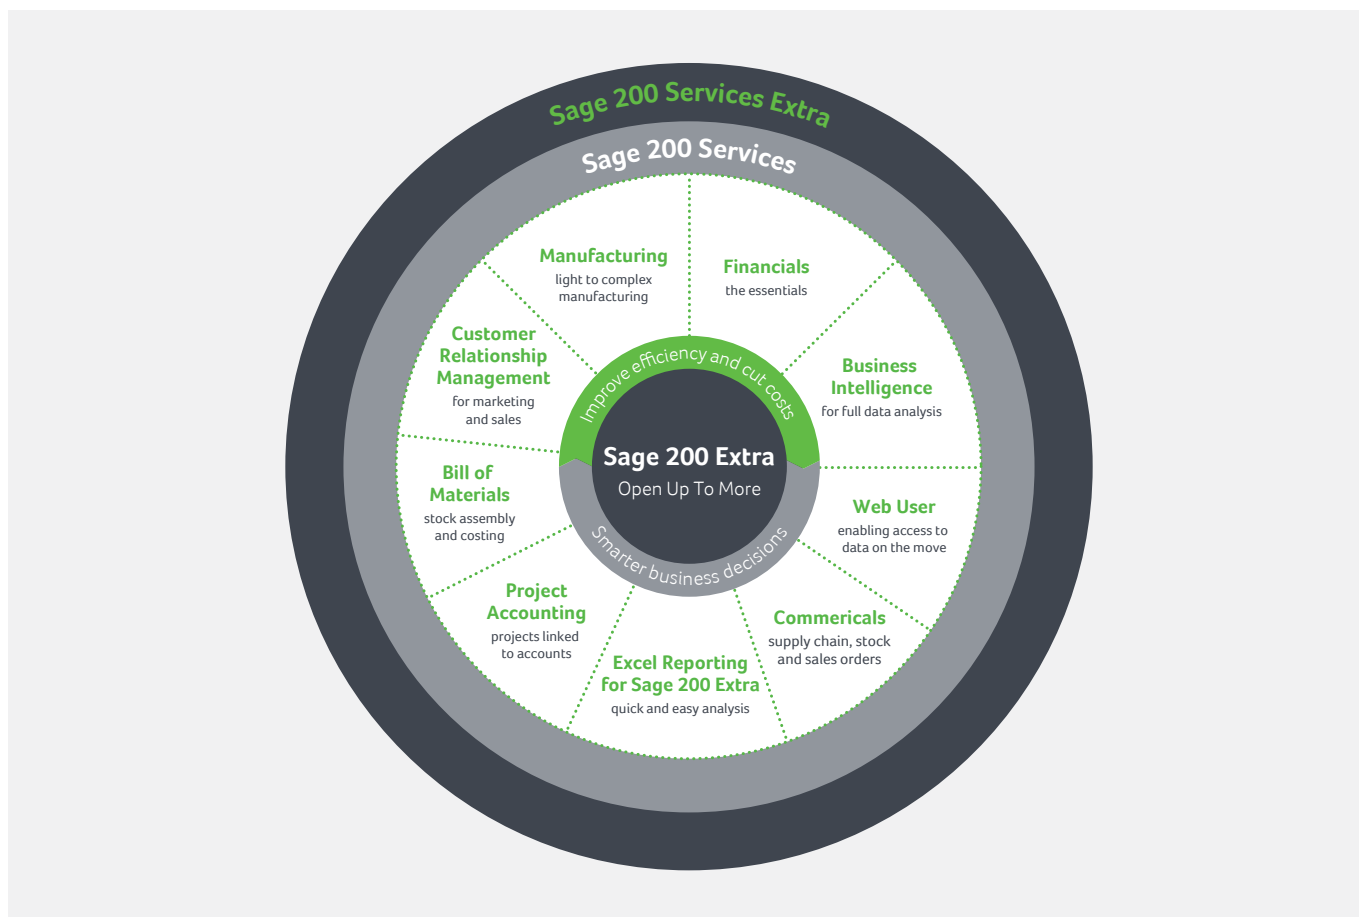 Sage 200 Services Extra
Sage 200 Services
Manufacturing
light to complex
manufacturing
Financials
the essentials
Customer
Relationship
Management
for marketing
and sales
Business
Intelligence
for full data analysis
Improve efficiency and cut costs
Sage 200 Extra
Open Up To More
Smarter business decisions
Bill of
Materials
stock assembly
and costing
Web User
enabling access to
data on the move
Project
Accounting
projects linked
to accounts
Commericals
supply chain, stock
and sales orders
Excel Reporting
for Sage 200 Extra
quick and easy analysis